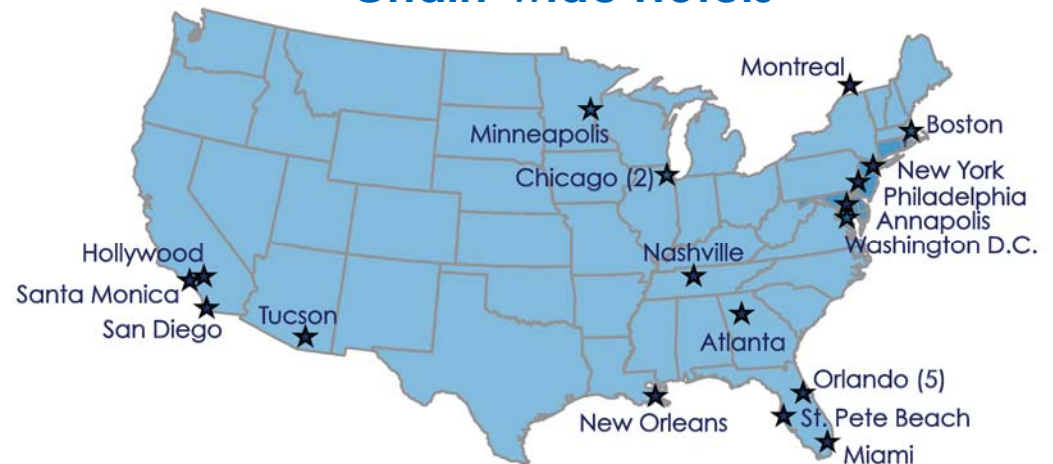 Montreal
Boston
Minneapolis
New York
Chicago (2)
Philadelphia
Annapolis
Washington D.C.
Nashville
Hollywood
Santa Monica
San Diego
Tucson
Atlanta
Orlando (5)
St. Pete Beach
New Orleans
Miami